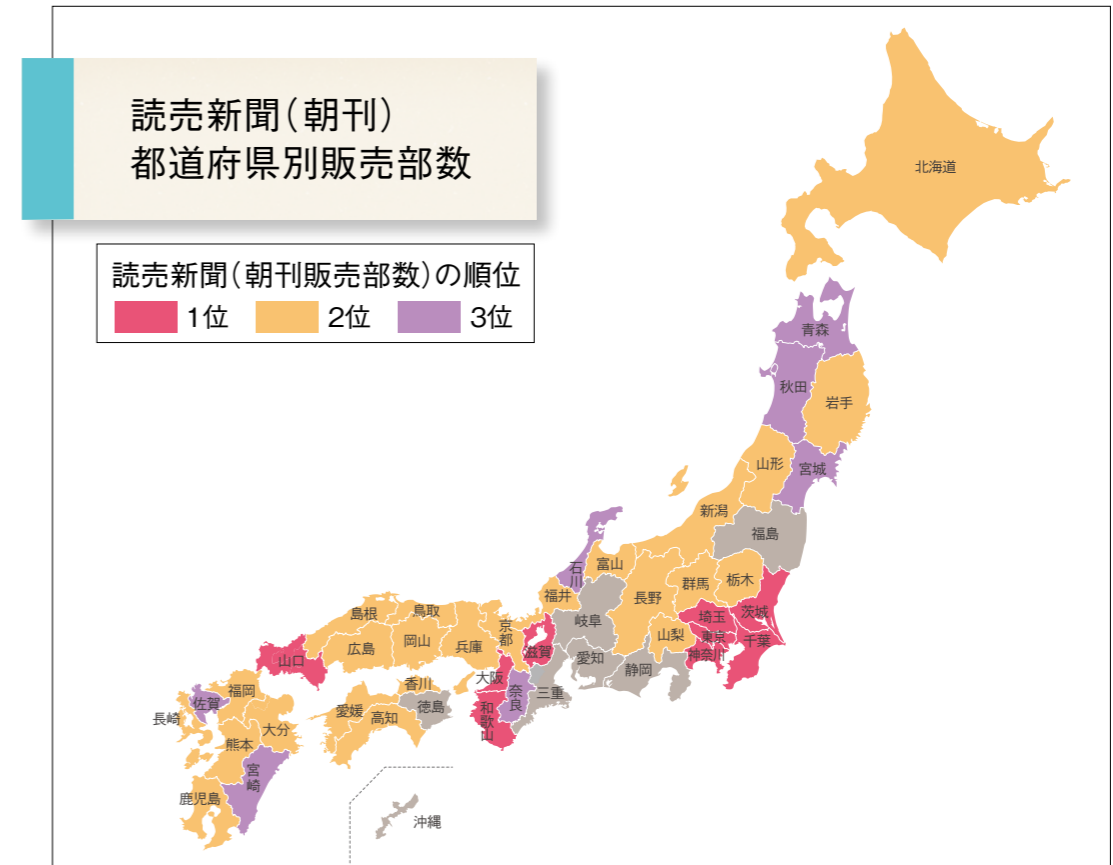 読売新聞（朝刊）
都道府県別販売部数
読売新聞（朝刊販売部数）の順位
1位
2位
3位
北海道
青森
秋田
岩手
山形
宮城
新潟
福島
石川
富山
福井
長野
群馬
栃木
岐阜
埼玉
茨城
山梨
東京
千葉
神奈川
愛知
静岡
島根
鳥取
京都
兵庫
滋賀
広島
岡山
山口
大阪
奈良
三重
和歌山
香川
徳島
愛媛
高知
福岡
佐賀
長崎
大分
熊本
宮崎
鹿児島
沖縄